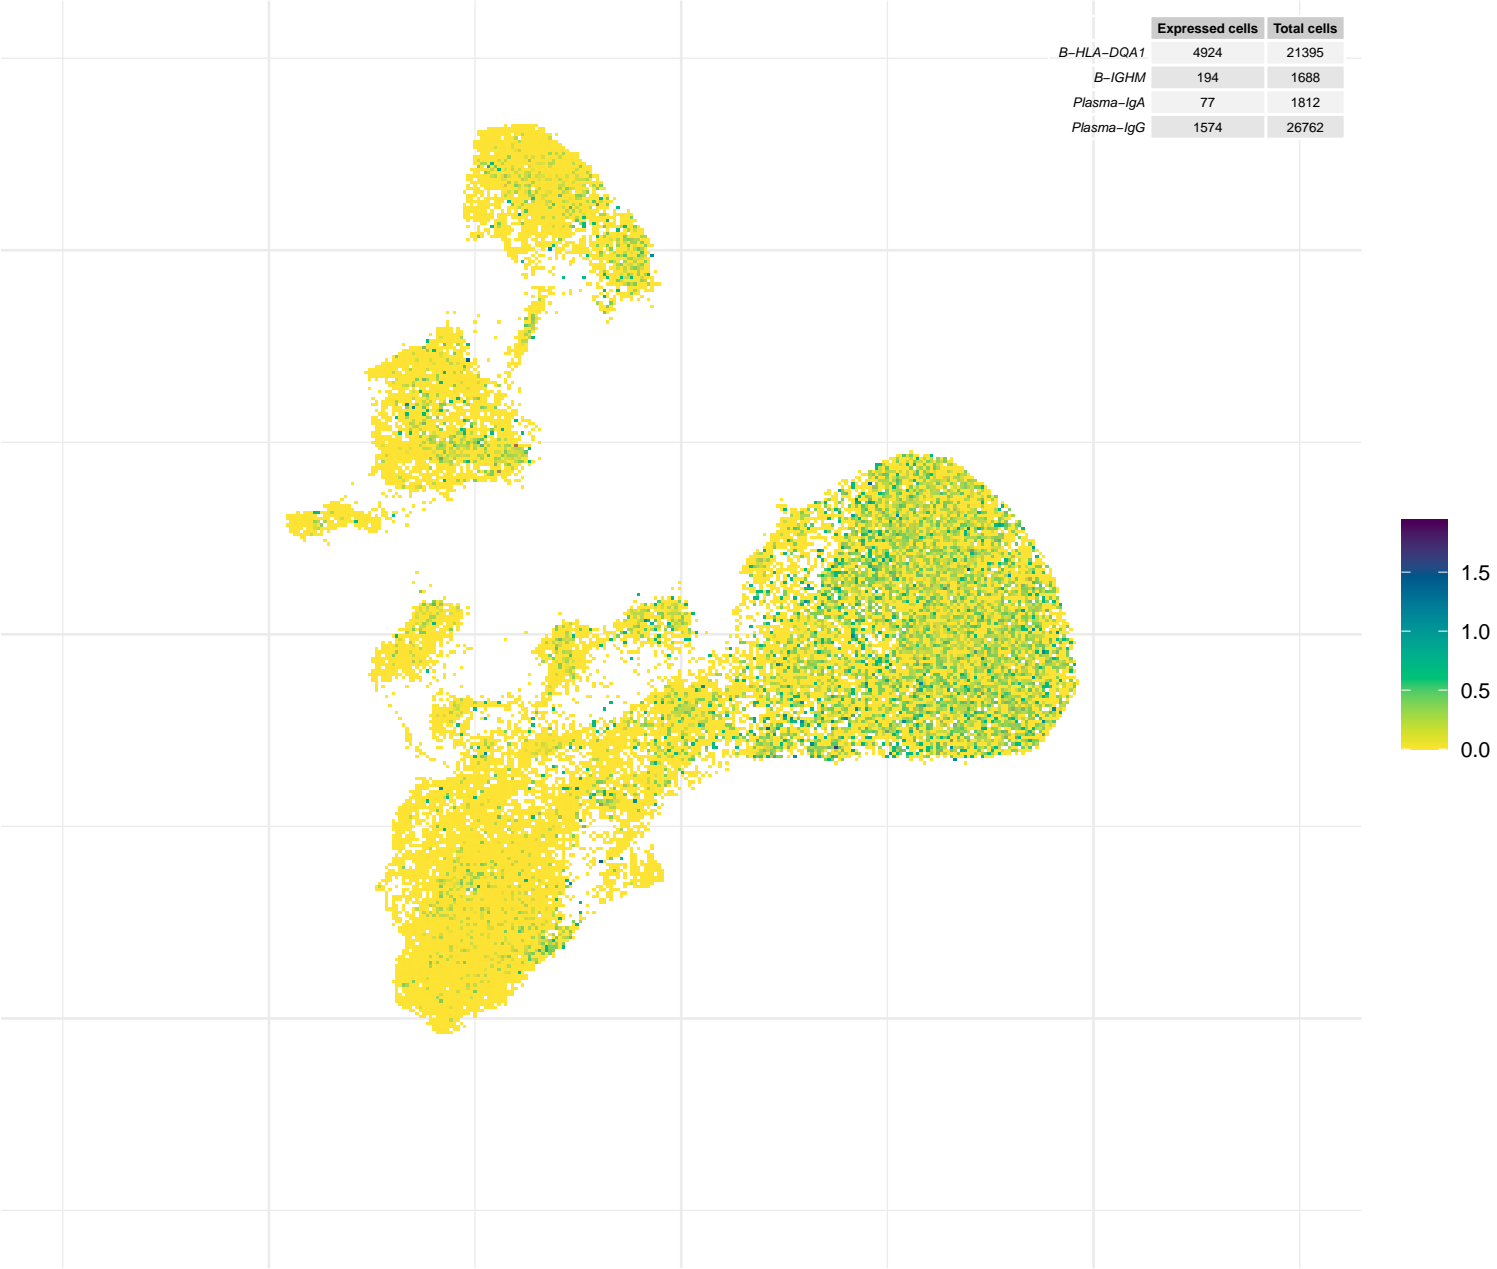 Expressed cells Total cells
B−HLA−DQA1 4924 21395
B−IGHM 194 1688
Plasma−IgA 77 1812
Plasma−IgG 1574 26762
1.5
1.0
0.5
0.0